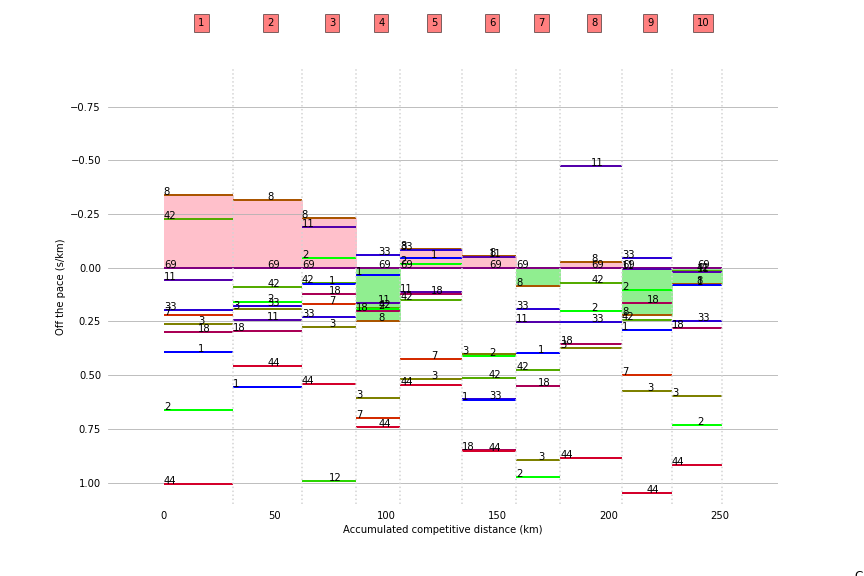 1 2 3 4 5 6 7 8 9 10
−0.75
−0.50
−0.25
0.00
0.25
0.50
0.75
1.00
Off the pace (s/km)
8 42 69 11 33 7 3 18 1 2 44
8 69 42 2 33 3 11 18 44 1
8 11 2 69 42 1 18 7 33 3 44 12
33 69 1 11 42 18 8 3 7 44
8 33 2 1 69 11 18 42 7 3 44
8 11 69 3 2 42 1 33 18 44
69 8 33 11 1 42 18 3 2
11 8 69 42 2 33 18 3 44
33 69 2 18 8 42 1 7 3 44
69 42 1 8 33 18 3 2 44
0 50 100 150 200 250
Accumulated competitive distance (km)
C